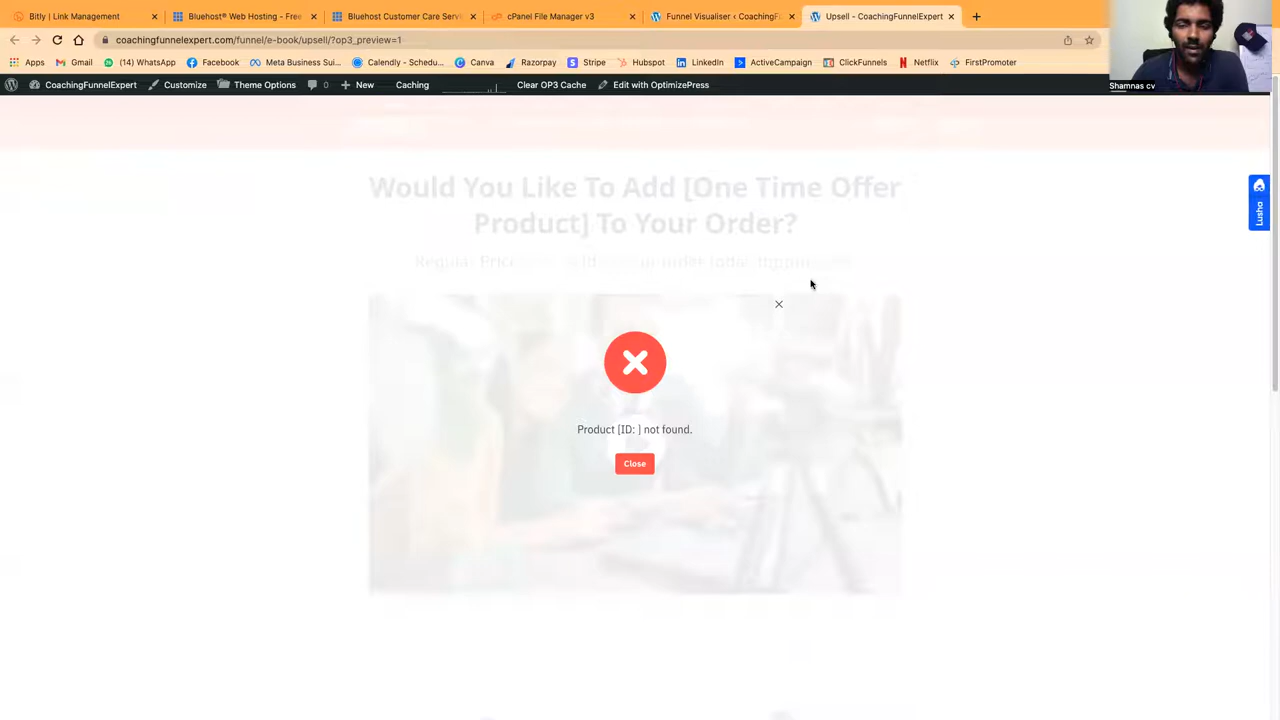 Bitly | Link Management
Bluehost® Web Hosting - Free
Bluehost Customer Care Servi
cPanel File Manager v3
Funnel Visualiser ‹ CoachingFu
Upsell - CoachingFunnelExpert
coachingfunnelexpert.com/funnel/e-book/upsell/?op3_preview=1
Apps
Gmail
(14) WhatsApp
Facebook
Meta Business Sui...
Calendly - Schedu...
Canva
Razorpay
Stripe
Hubspot
LinkedIn
ActiveCampaign
ClickFunnels
Netflix
FirstPromoter
CoachingFunnelExpert
Customize
Theme Options
0
New
Caching
Clear OP3 Cache
Edit with OptimizePress
Shamnas cv
Lusha
Would You Like To Add [One Time Offer
Product] To Your Order?
Regular Price
Product [ID: ] not found.
Close